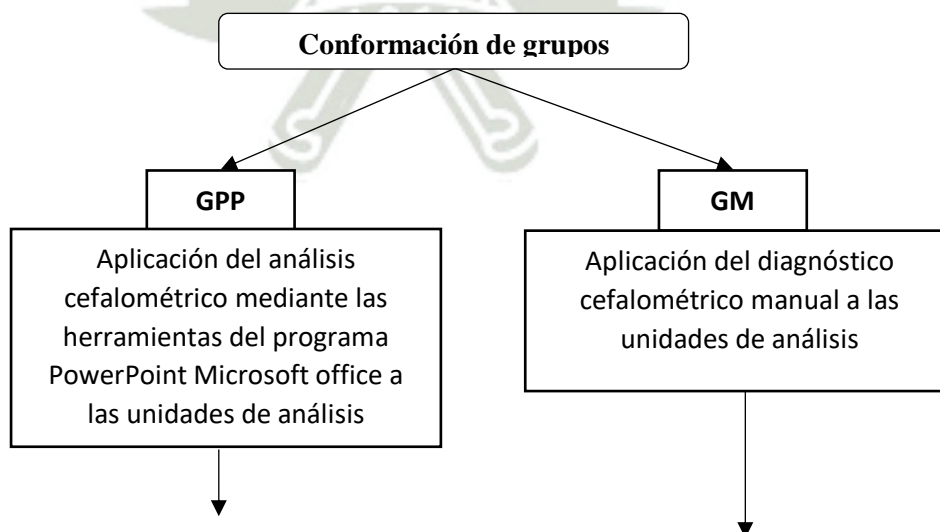 Conformación de grupos
GPP
Aplicación del análisis
cefalométrico mediante las
herramientas del programa
PowerPoint Microsoft office a
las unidades de análisis
GM
Aplicación del diagnóstico
cefalométrico manual a las
unidades de análisis